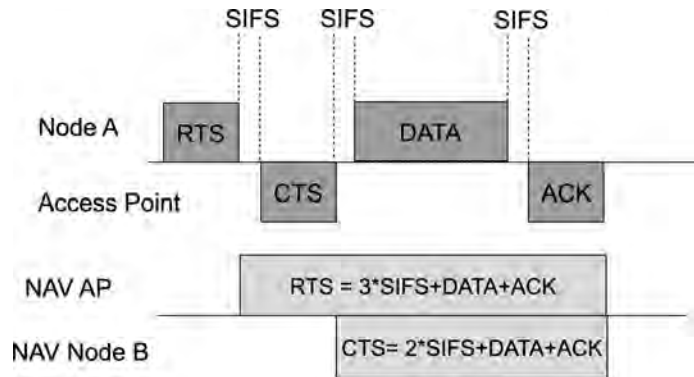 SIFS SIFS SIFS
Node A
RTS
DATA
CTS
ACK
Access Point
NAV AP
RTS = 3*SIFS+DATA+ACK
NAV Node B
CTS= 2*SIFS+DATA+ACK